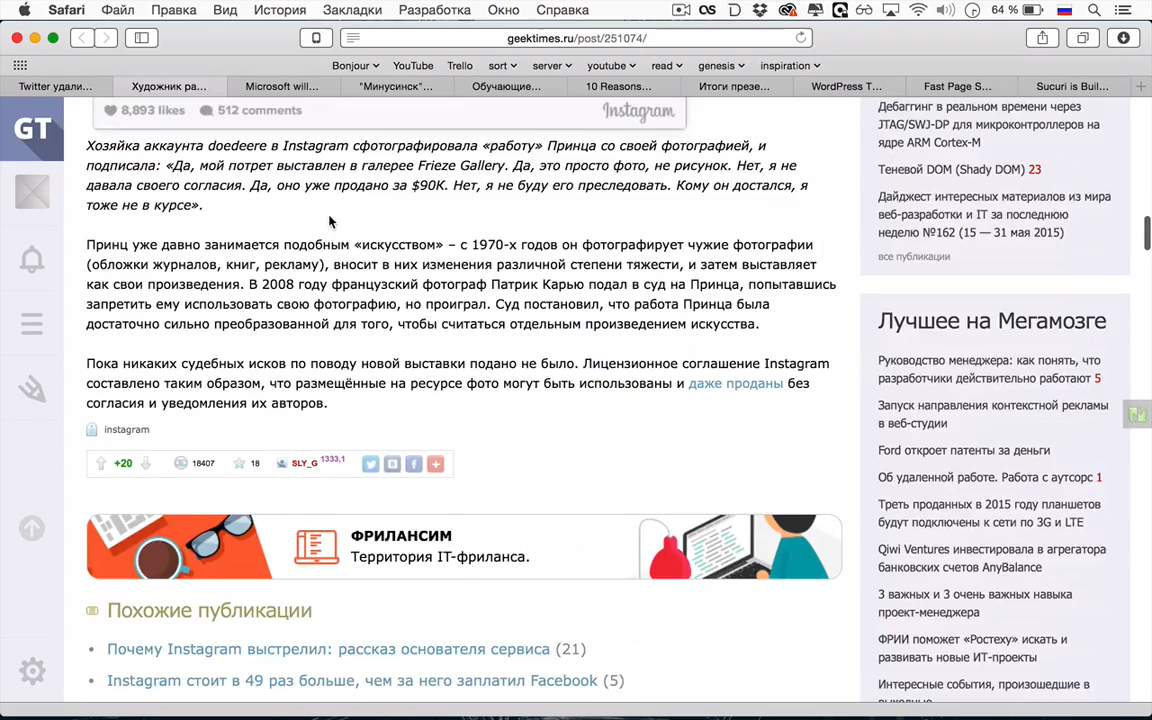 Safari Файл Правка Вид История Закладки Разработка Окно Справка 64 %
geektimes.ru/post/251074/
Bonjour YouTube Trello sort server youtube read genesis inspiration
Twitter удали... Художник ра... Microsoft will... "Минусинск"... Обучающие... 10 Reasons... Итоги презе... WordPress T... Fast Page S... Sucuri is Buil...
GT
8,893 likes 512 comments Instagram
Хозяйка аккаунта doedeere в Instagram сфотографировала «работу» Принца со своей фотографией, и
подписала: «Да, мой потрет выставлен в галерее Frieze Gallery. Да, это просто фото, не рисунок. Нет, я не
давала своего согласия. Да, оно уже продано за $90K. Нет, я не буду его преследовать. Кому он достался, я
тоже не в курсе».
Принц уже давно занимается подобным «искусством» – с 1970-х годов он фотографирует чужие фотографии
(обложки журналов, книг, рекламу), вносит в них изменения различной степени тяжести, и затем выставляет
как свои произведения. В 2008 году французский фотограф Патрик Карью подал в суд на Принца, попытавшись
запретить ему использовать свою фотографию, но проиграл. Суд постановил, что работа Принца была
достаточно сильно преобразованной для того, чтобы считаться отдельным произведением искусства.
Пока никаких судебных исков по поводу новой выставки подано не было. Лицензионное соглашение Instagram
составлено таким образом, что размещённые на ресурсе фото могут быть использованы и даже проданы без
согласия и уведомления их авторов.
instagram
+20 18407 18 SLY_G 1333,1
ФРИЛАНСИМ
Территория IT-фриланса.
Похожие публикации
• Почему Instagram выстрелил: рассказ основателя сервиса (21)
• Instagram стоит в 49 раз больше, чем за него заплатил Facebook (5)
Дебаггинг в реальном времени через
JTAG/SWJ-DP для микроконтроллеров на
ядре ARM Cortex-M
Теневой DOM (Shady DOM) 23
Дайджест интересных материалов из мира
веб-разработки и IT за последнюю
неделю №162 (15 — 31 мая 2015)
все публикации
Лучшее на Мегамозге
Руководство менеджера: как понять, что
разработчики действительно работают 5
Запуск направления контекстной рекламы
в веб-студии
Ford откроет патенты за деньги
Об удаленной работе. Работа с аутсорс 1
Треть проданных в 2015 году планшетов
будут подключены к сети по 3G и LTE
Qiwi Ventures инвестировала в агрегатора
банковских счетов AnyBalance
3 важных и 3 очень важных навыка
проект-менеджера
ФРИИ поможет «Ростеху» искать и
развивать новые ИТ-проекты
Интересные события, произошедшие в